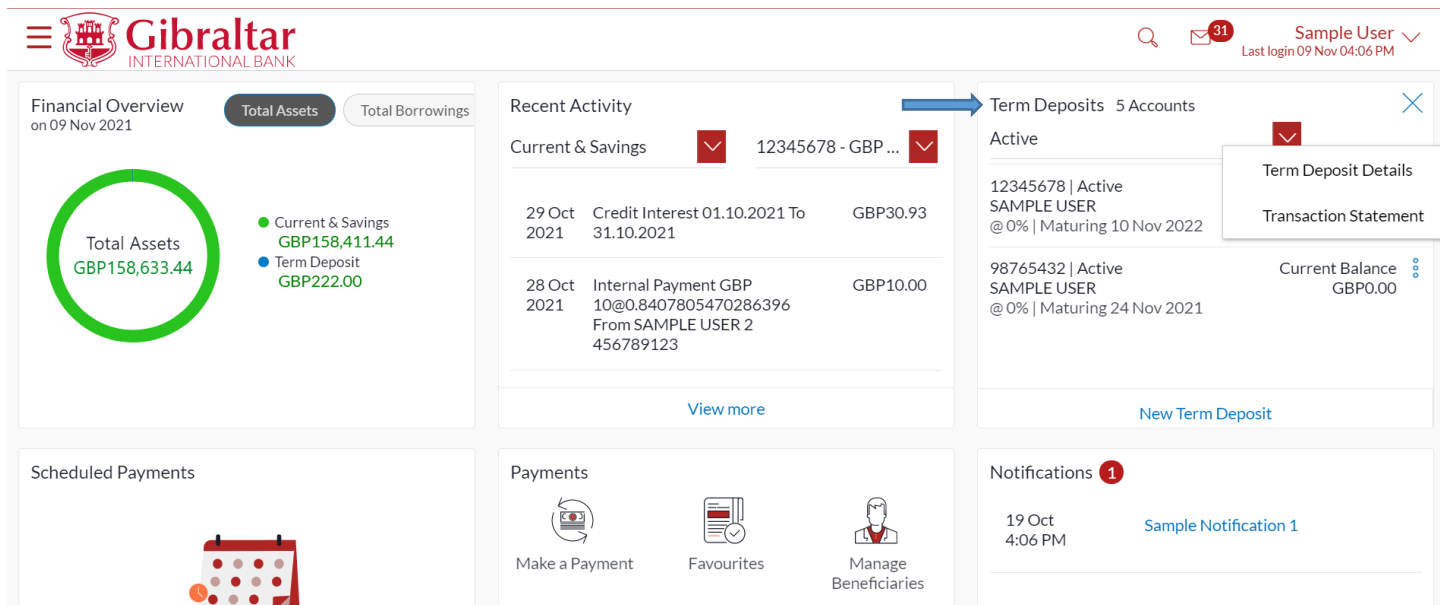 Gibraltar
INTERNATIONAL BANK
31
Sample User
Last login 09 Nov 04:06 PM
Financial Overview
on 09 Nov 2021
Total Assets
Total Borrowings
Total Assets
GBP158,633.44
Current & Savings
GBP158,411.44
Term Deposit
GBP222.00
Recent Activity
Current & Savings
12345678 - GBP ...
29 Oct
2021
Credit Interest 01.10.2021 To
31.10.2021
GBP30.93
28 Oct
2021
Internal Payment GBP
10@0.8407805470286396
From SAMPLE USER 2
456789123
GBP10.00
View more
Term Deposits 5 Accounts
Active
Term Deposit Details
Transaction Statement
12345678 | Active
SAMPLE USER
@ 0% | Maturing 10 Nov 2022
98765432 | Active
SAMPLE USER
@ 0% | Maturing 24 Nov 2021
Current Balance
GBP0.00
New Term Deposit
Scheduled Payments
Payments
Make a Payment
Favourites
Manage
Beneficiaries
Notifications 1
19 Oct
4:06 PM
Sample Notification 1